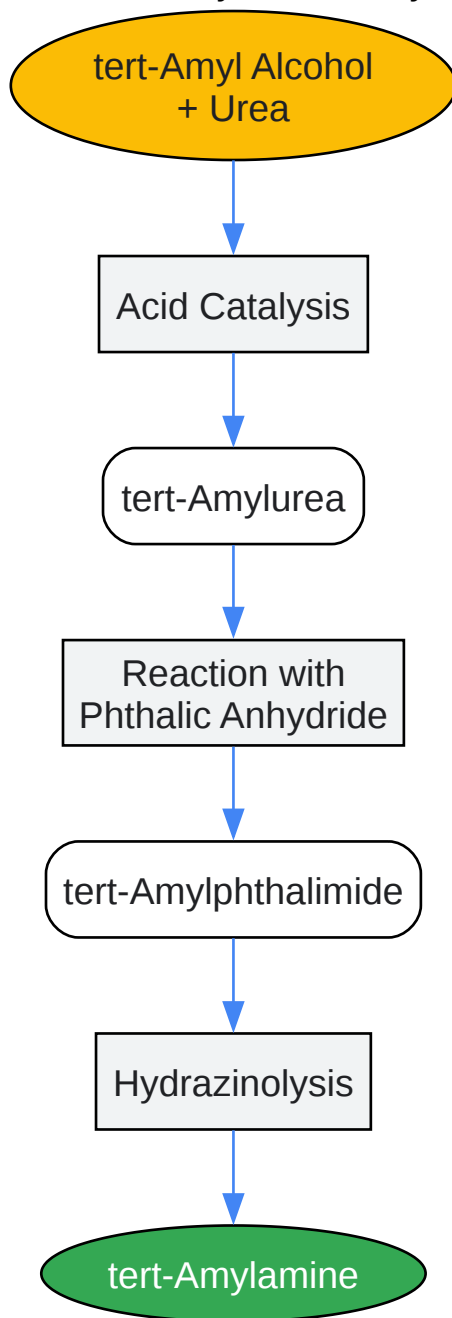 tert-Amyl Alcohol
+ Urea
Acid Catalysis
tert-Amylurea
Reaction with
Phthalic Anhydride
tert-Amylphthalimide
Hydrazinolysis
tert-Amylamine